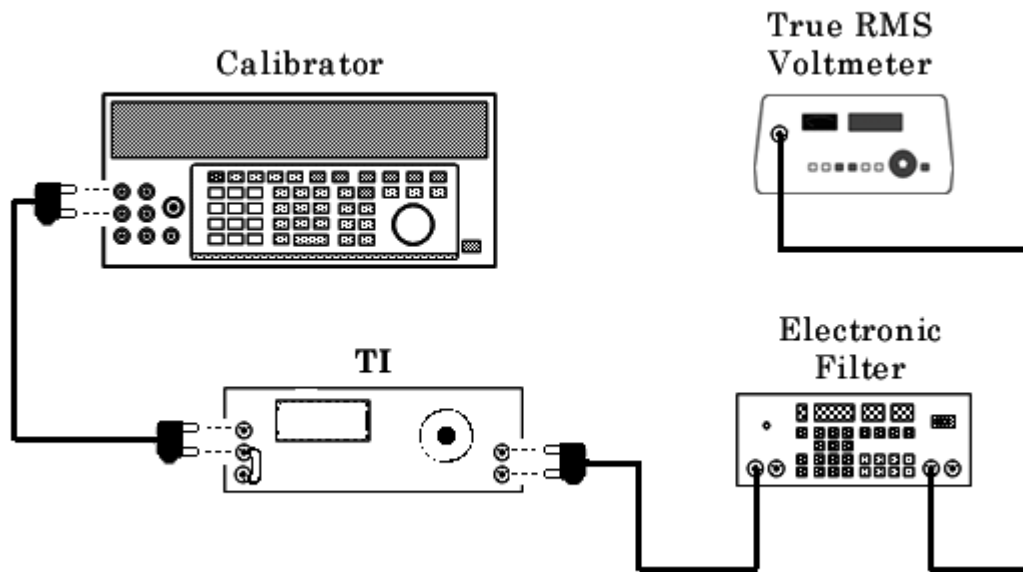 True RMS
Voltmeter
Calibrator
Electronic
Filter
TI